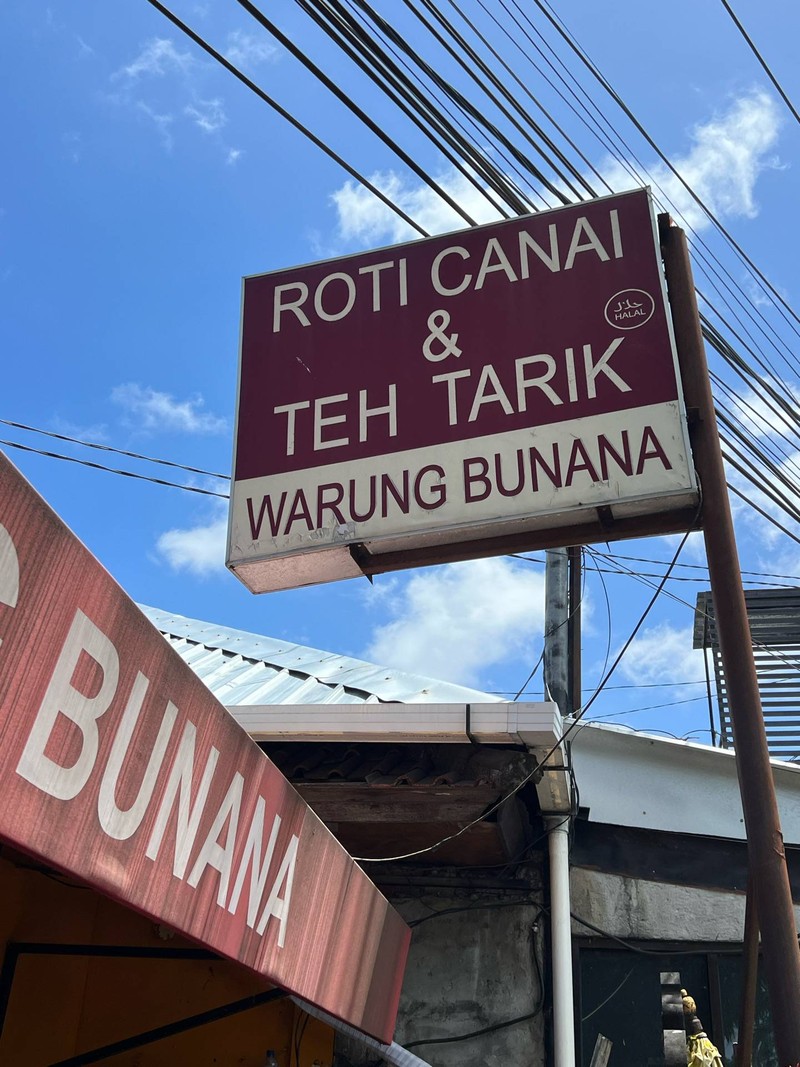 ROTI CANAI
&
TEH TARIK
حلال
HALAL
WARUNG BUNANA
BUNANA